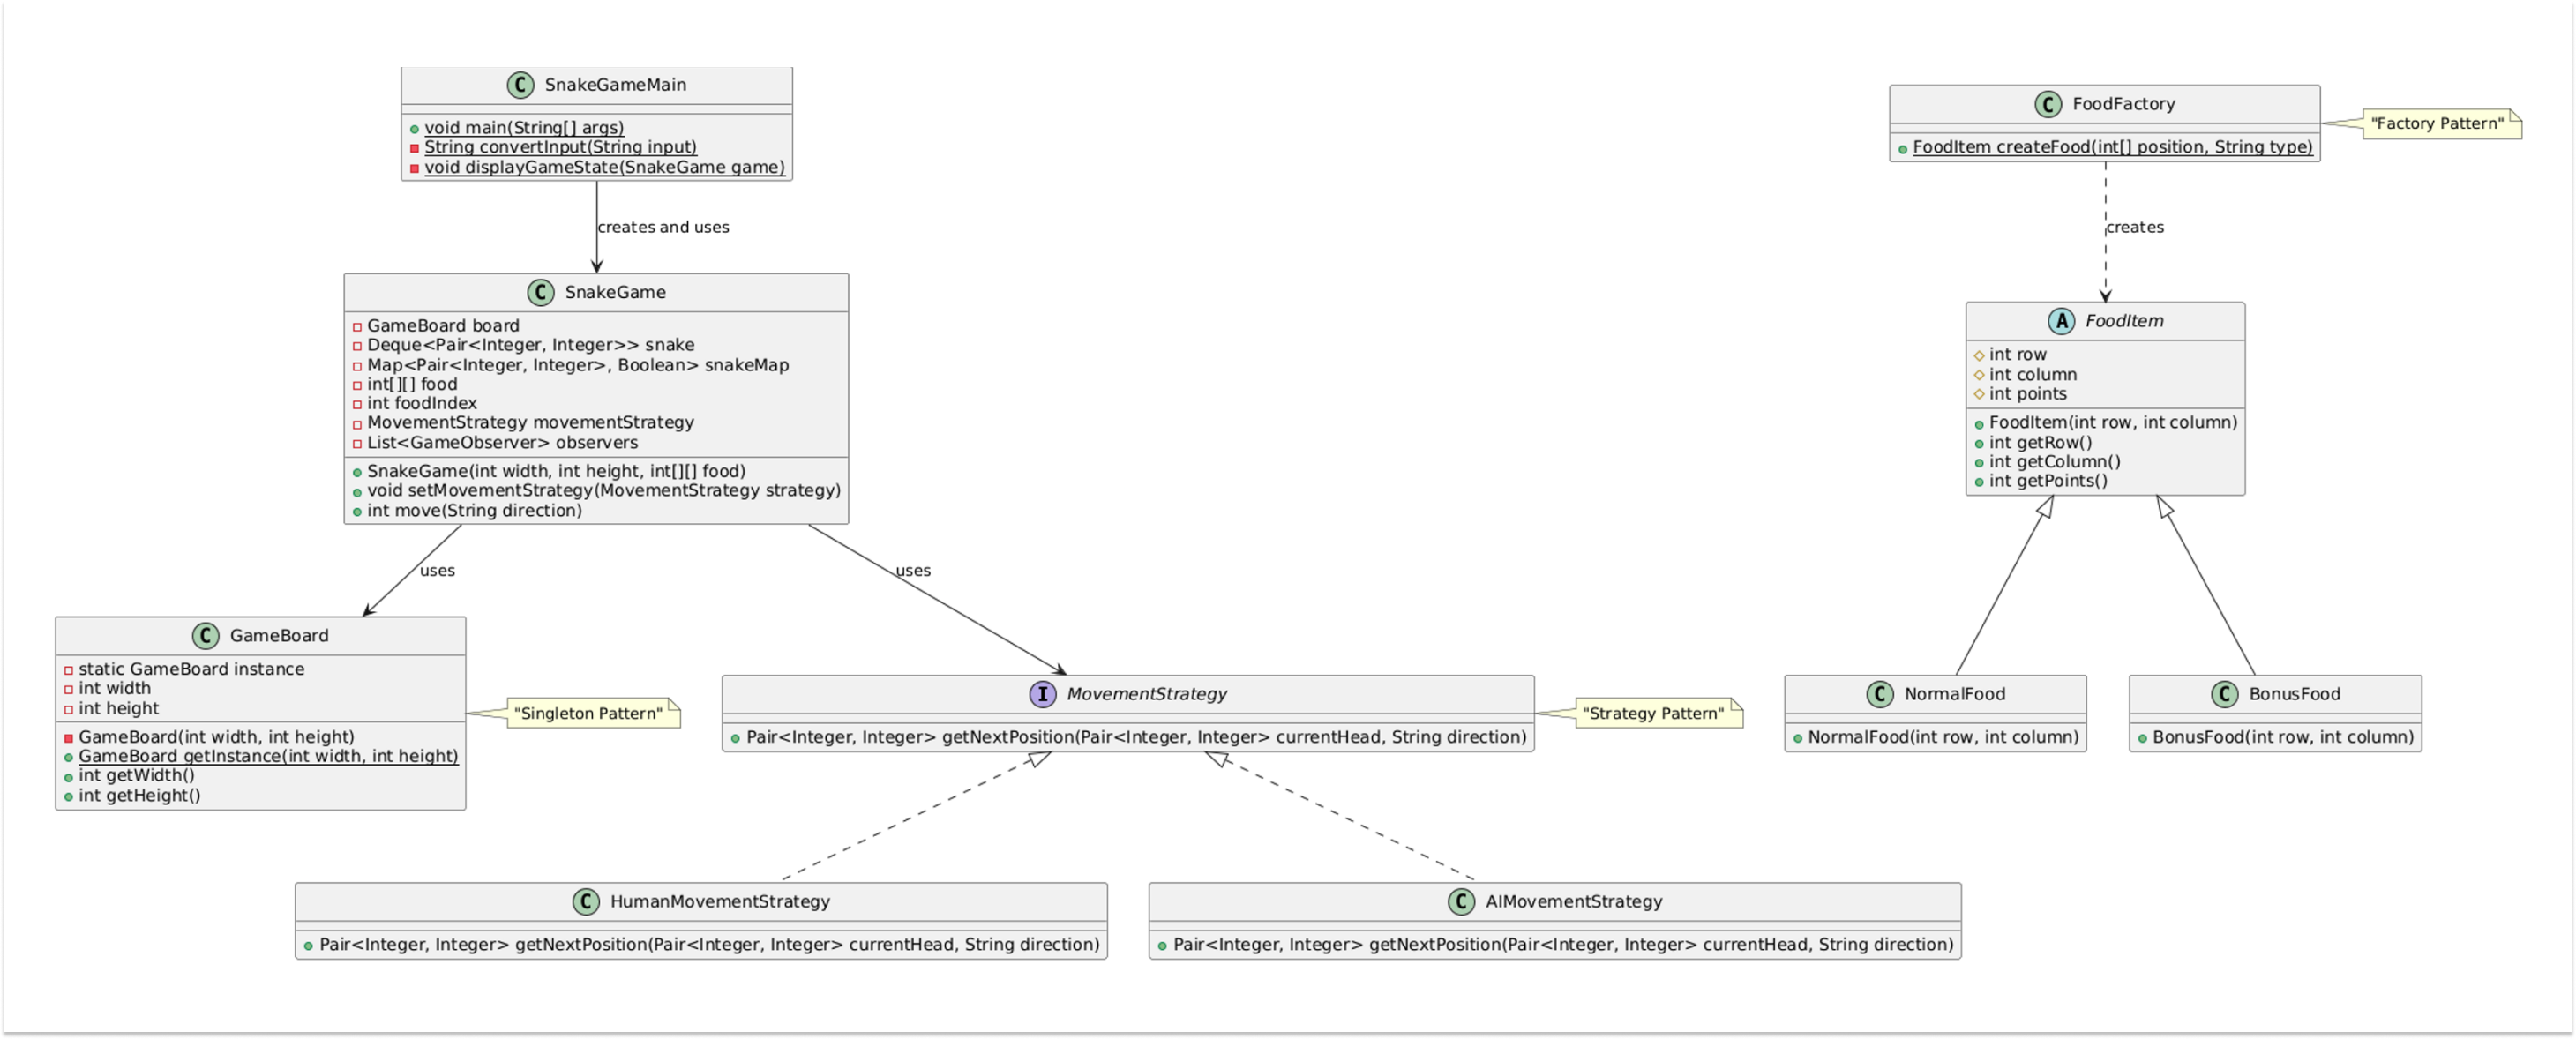 C SnakeGameMain
void main(String[] args)
String convertInput(String input)
void displayGameState(SnakeGame game)
creates and uses
C SnakeGame
GameBoard board
Deque<Pair<Integer, Integer>> snake
Map<Pair<Integer, Integer>, Boolean> snakeMap
int[][] food
int foodIndex
MovementStrategy movementStrategy
List<GameObserver> observers
SnakeGame(int width, int height, int[][] food)
void setMovementStrategy(MovementStrategy strategy)
int move(String direction)
uses
uses
C GameBoard
static GameBoard instance
int width
int height
GameBoard(int width, int height)
GameBoard getInstance(int width, int height)
int getWidth()
int getHeight()
"Singleton Pattern"
I MovementStrategy
Pair<Integer, Integer> getNextPosition(Pair<Integer, Integer> currentHead, String direction)
"Strategy Pattern"
C HumanMovementStrategy
Pair<Integer, Integer> getNextPosition(Pair<Integer, Integer> currentHead, String direction)
C AIMovementStrategy
Pair<Integer, Integer> getNextPosition(Pair<Integer, Integer> currentHead, String direction)
C FoodFactory
FoodItem createFood(int[] position, String type)
"Factory Pattern"
creates
A FoodItem
int row
int column
int points
FoodItem(int row, int column)
int getRow()
int getColumn()
int getPoints()
C NormalFood
NormalFood(int row, int column)
C BonusFood
BonusFood(int row, int column)